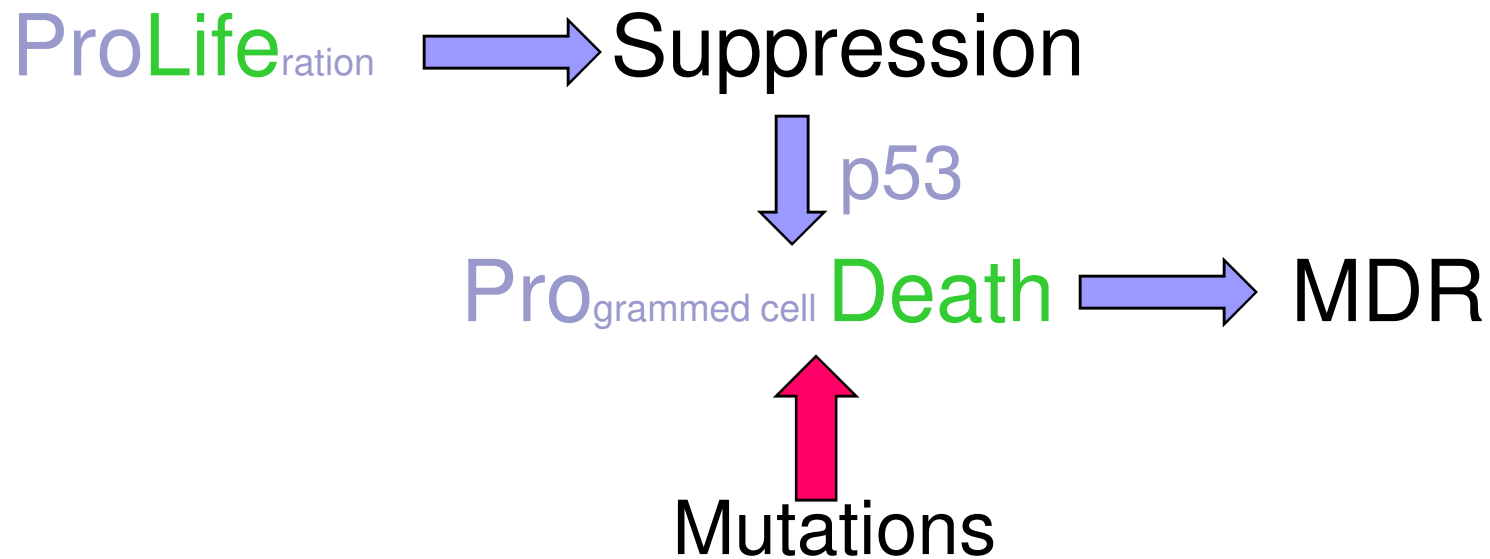 ProLiferation Suppression
p53
Programmed cell Death MDR
Mutations